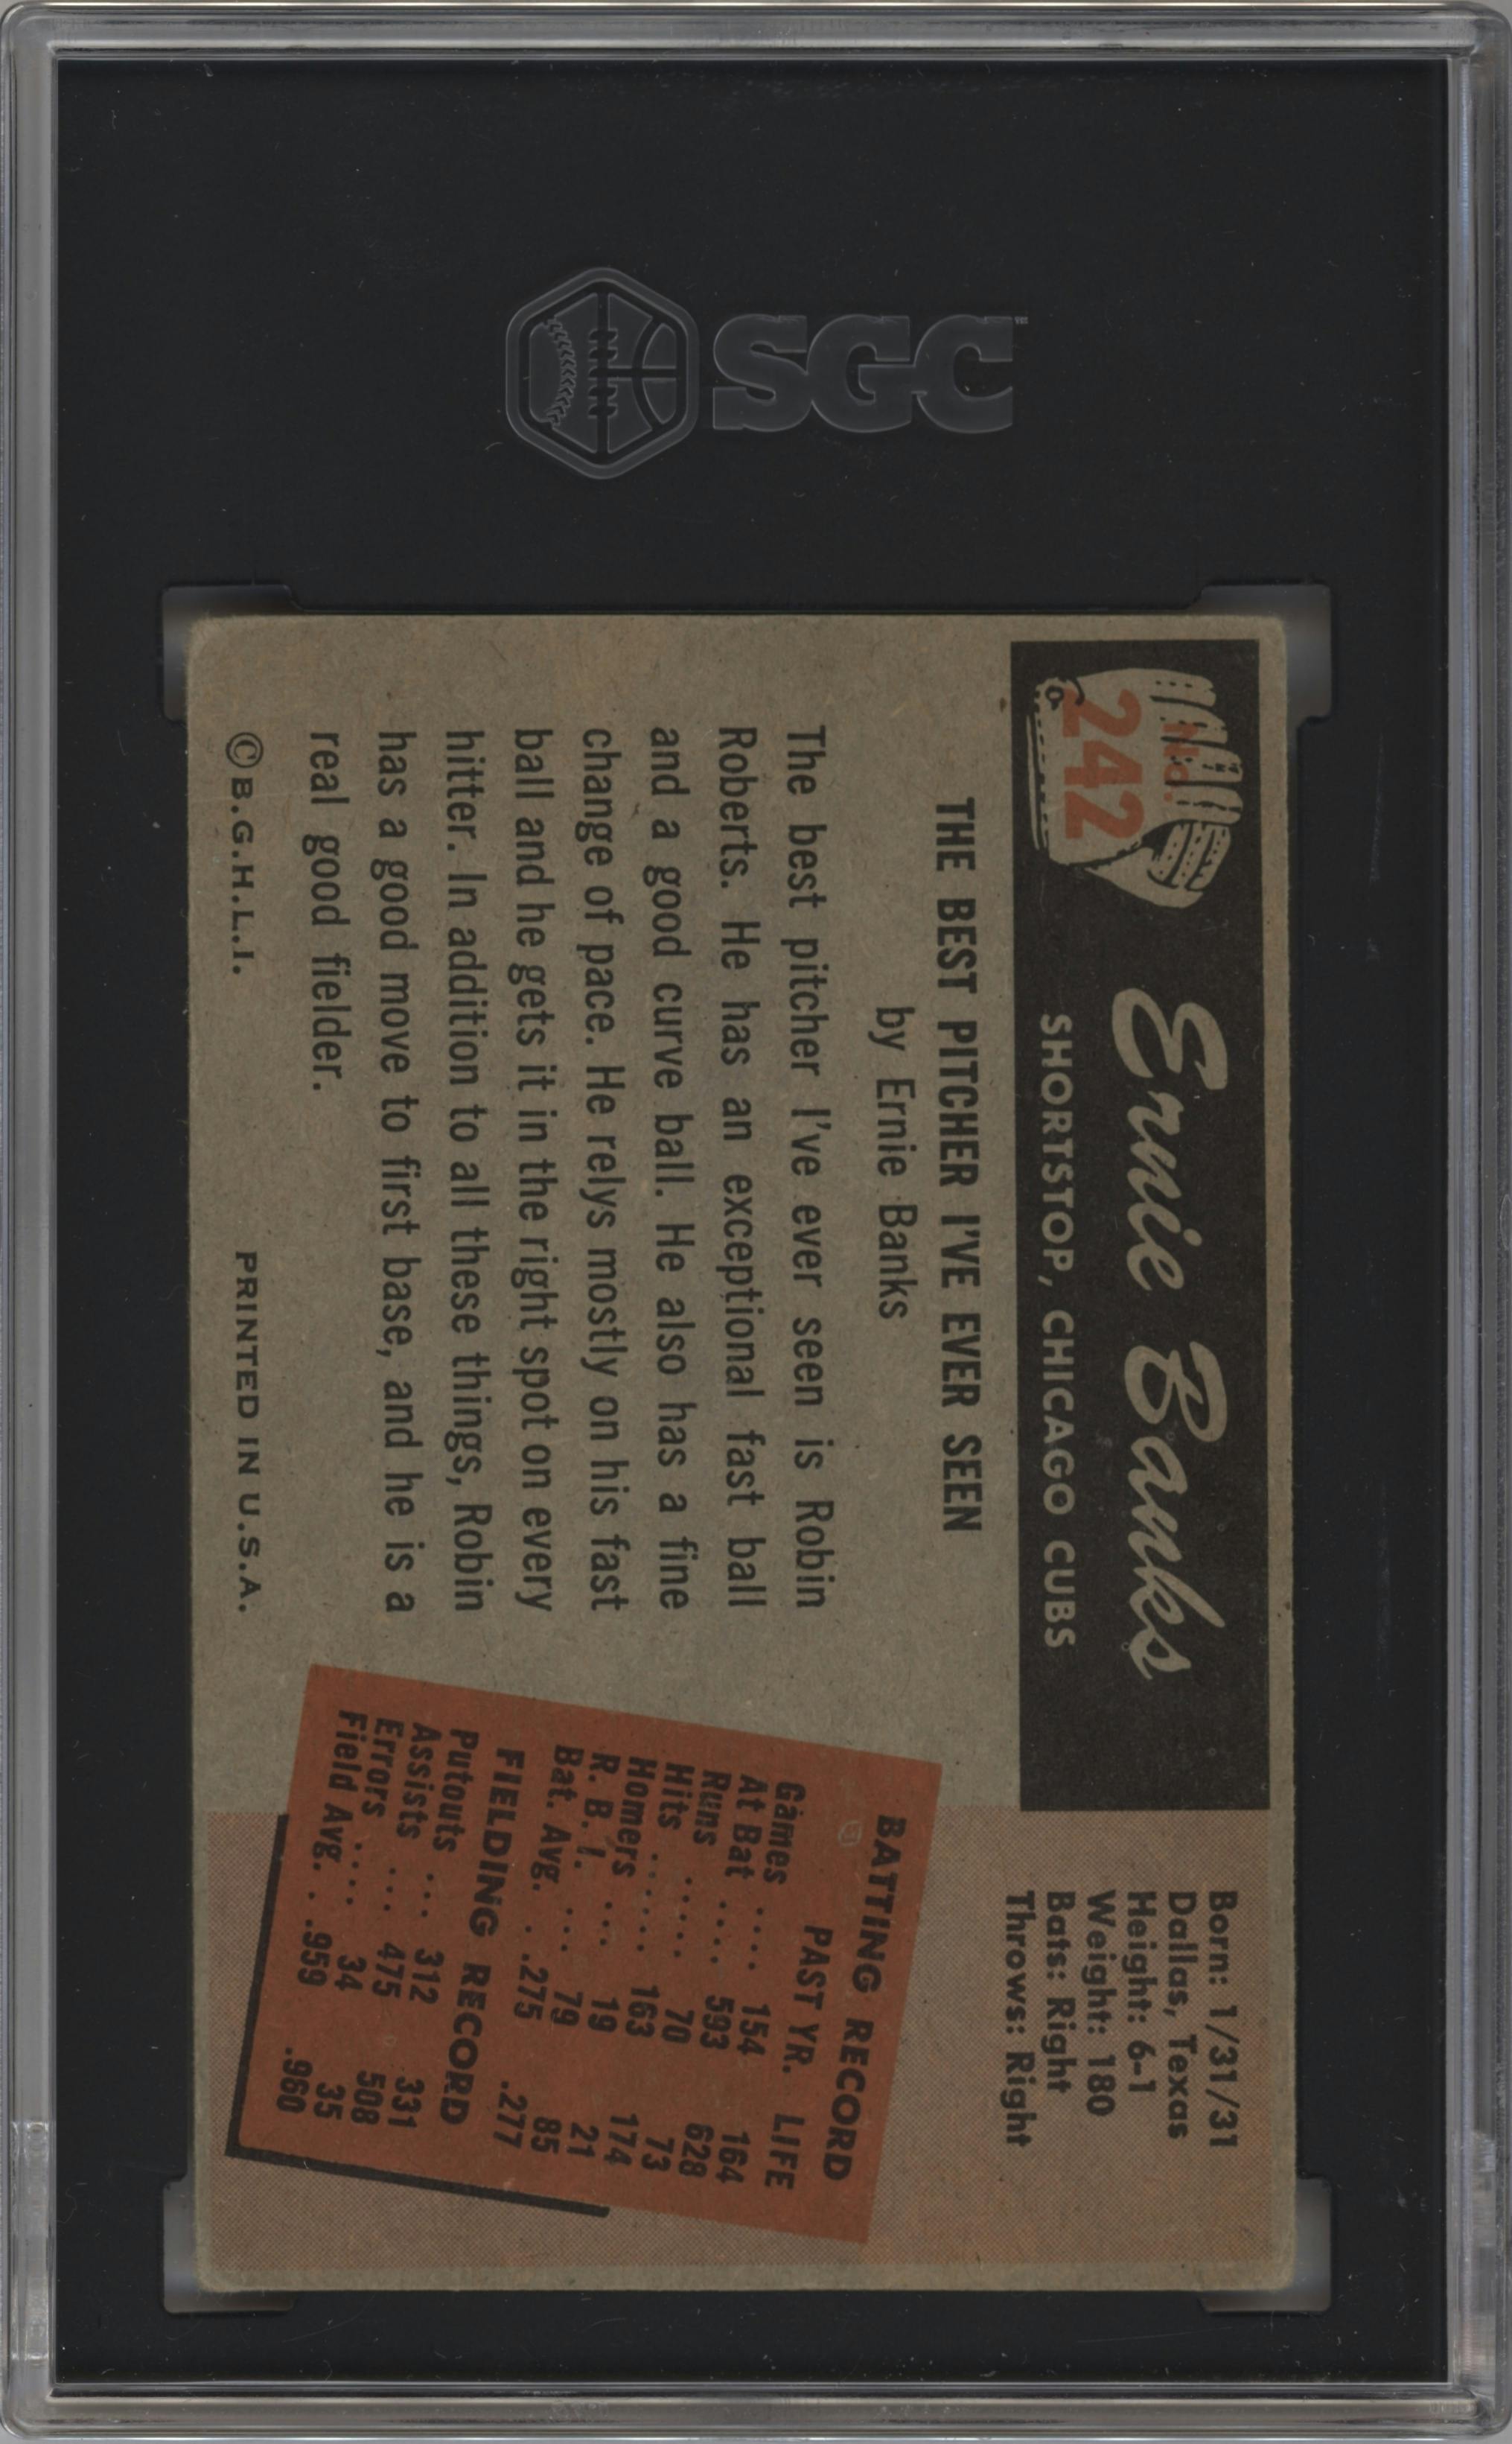 SGC
No.
242
Ernie Banks
SHORTSTOP, CHICAGO CUBS
THE BEST PITCHER I'VE EVER SEEN
by Ernie Banks
The best pitcher I've ever seen is Robin
Roberts. He has an exceptional fast ball
and a good curve ball. He also has a fine
change of pace. He relys mostly on his fast
ball and he gets it in the right spot on every
hitter. In addition to all these things, Robin
has a good move to first base, and he is a
real good fielder.
© B.G.H.L.I. PRINTED IN U.S.A.
Born: 1/31/31
Dallas, Texas
Height: 6-1
Weight: 180
Bats: Right
Throws: Right
BATTING RECORD
PAST YR. LIFE
Games .... 154 164
At Bat .... 593 628
Runs ..... 70 73
Hits ...... 163 174
Homers ... 19 21
R. B. I. .... 79 85
Bat. Avg. . .275 .277
FIELDING RECORD
Putouts ... 312 331
Assists ... 475 508
Errors .... 34 35
Field Avg. . .959 .960